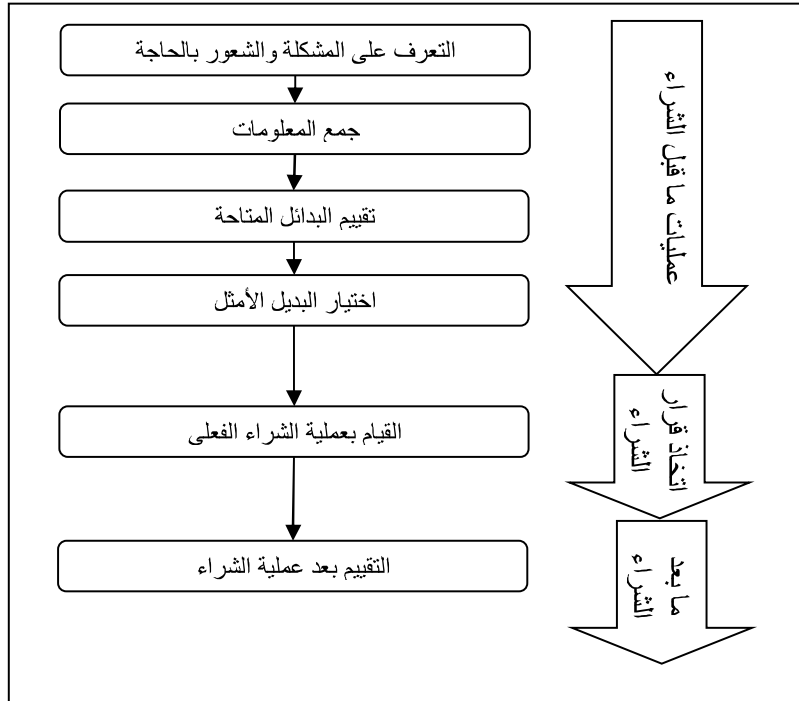 التعرف على المشكلة والشعور بالحاجة
جمع المعلومات
تقييم البدائل المتاحة
اختيار البديل الأمثل
القيام بعملية الشراء الفعلى
التقييم بعد عملية الشراء
عمليات ما قبل الشراء
اتخاذ قرار
الشراء
ما بعد
الشراء